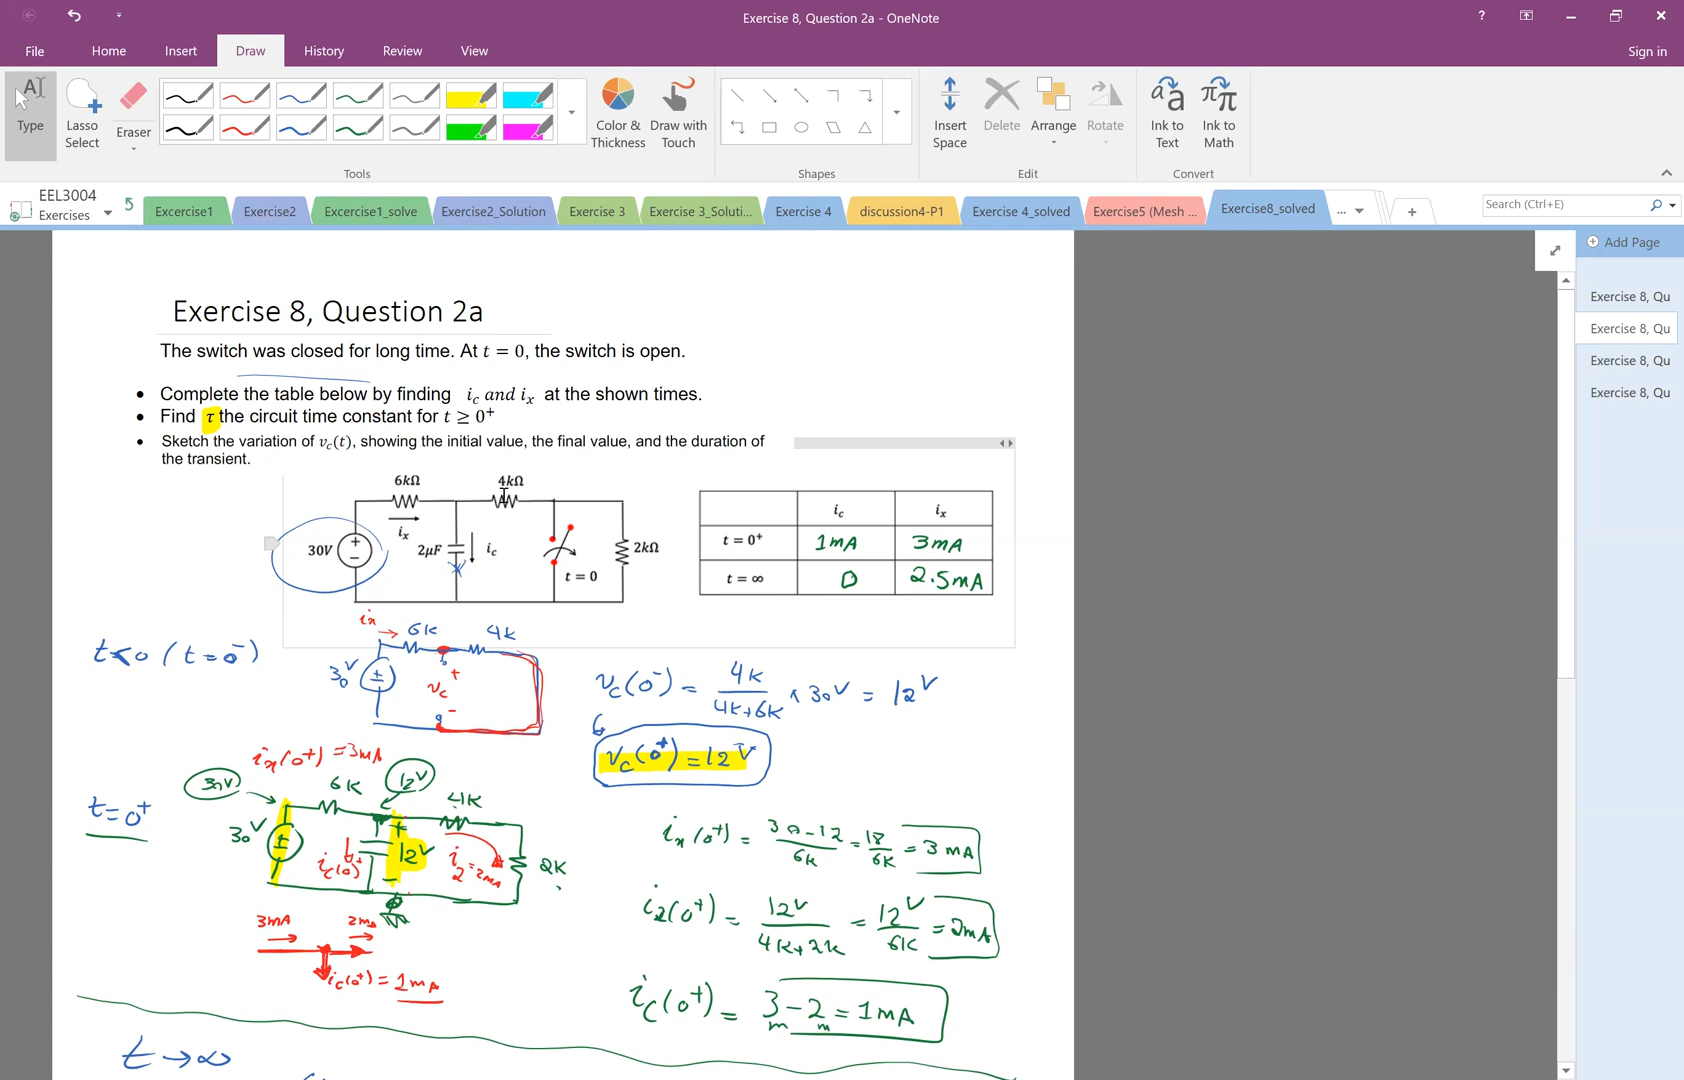 Exercise 8, Question 2a - OneNote
?
File
Home
Insert
Draw
History
Review
View
Sign in
Type
Lasso Select
Eraser
Color & Thickness
Draw with Touch
Insert Space
Delete
Arrange
Rotate
Ink to Text
Ink to Math
Tools
Shapes
Edit
Convert
EEL3004
Exercises
Excercise1
Exercise2
Excercise1_solve
Exercise2_Solution
Exercise 3
Exercise 3_Soluti...
Exercise 4
discussion4-P1
Exercise 4_solved
Exercise5 (Mesh ...
Exercise8_solved
...
Search (Ctrl+E)
Add Page
Exercise 8, Qu
Exercise 8, Qu
Exercise 8, Qu
Exercise 8, Qu
Exercise 8, Question 2a
The switch was closed for long time. At t = 0, the switch is open.
• Complete the table below by finding i_c and i_x at the shown times.
• Find τ the circuit time constant for t ≥ 0⁺
• Sketch the variation of v_c(t), showing the initial value, the final value, and the duration of
the transient.
6kΩ
4kΩ
i_x
30V
2μF
i_c
t = 0
2kΩ
i_c i_x
t = 0⁺ 1mA 3mA
t = ∞ 0 2.5mA
t<0 (t=0⁻)
i_x
6K
4K
30V
+
v_c
-
v_c(0⁻) = 4K/(4K+6K) × 30V = 12V
v_c(0⁺) = 12V
i_x(0⁺) = 3mA
t=0⁺
30V
6K
12V
4K
30V
i_c(0⁺)
12V
i_2=2mA
2K
i_x(0⁺) = (30-12)/6K = 18/6K = 3mA
i_2(0⁺) = 12V/(4K+2K) = 12V/6K = 2mA
3mA
2mA
i_c(0⁺) = 1mA
i_c(0⁺) = 3m - 2m = 1mA
t → ∞